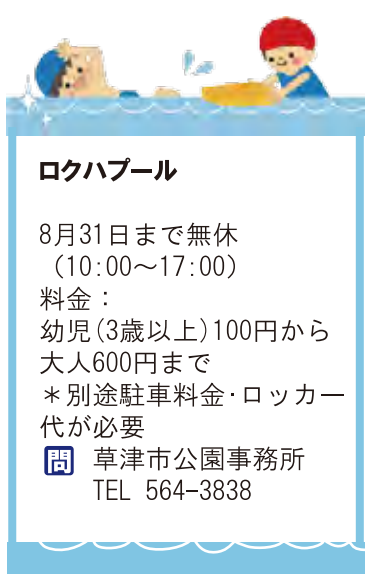 ロクハプール
8月31日まで無休
（10:00～17:00）
料金：
幼児(3歳以上)100円から
大人600円まで
＊別途駐車料金･ロッカー
代が必要
問 草津市公園事務所
TEL 564-3838